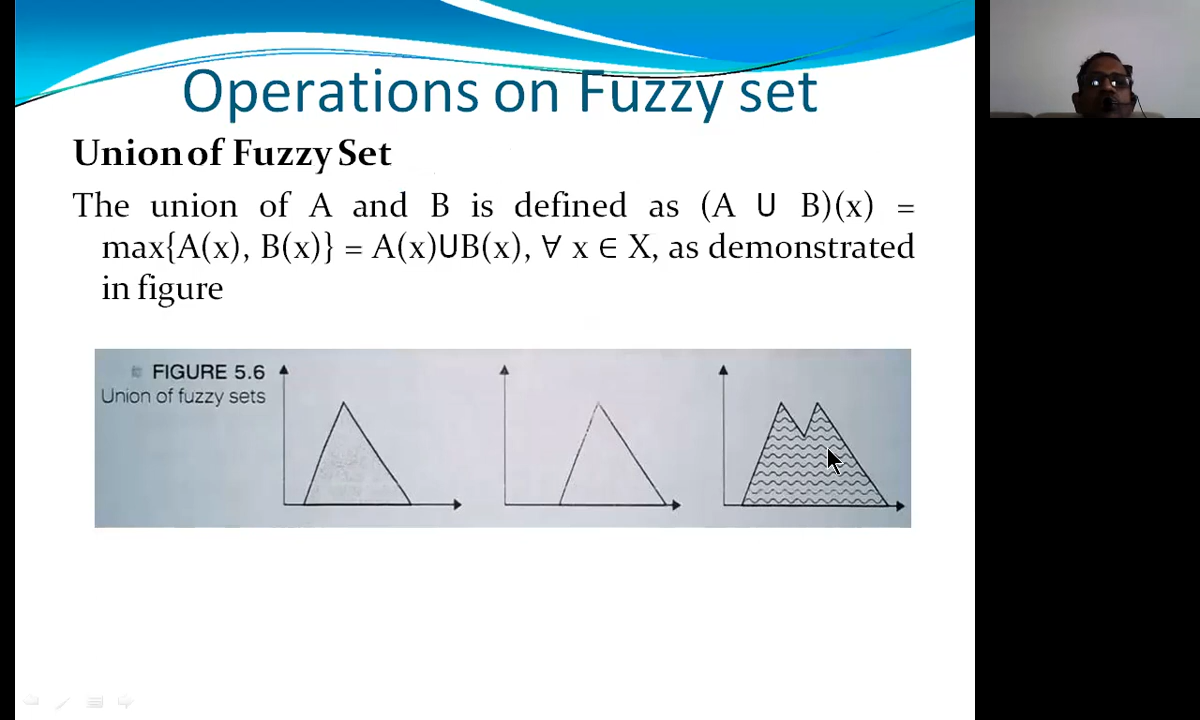 Operations on Fuzzy set
Union of Fuzzy Set
The union of A and B is defined as (A U B)(x) =
max{A(x), B(x)} = A(x)UB(x), ∀ x ∈ X, as demonstrated
in figure
FIGURE 5.6
Union of fuzzy sets